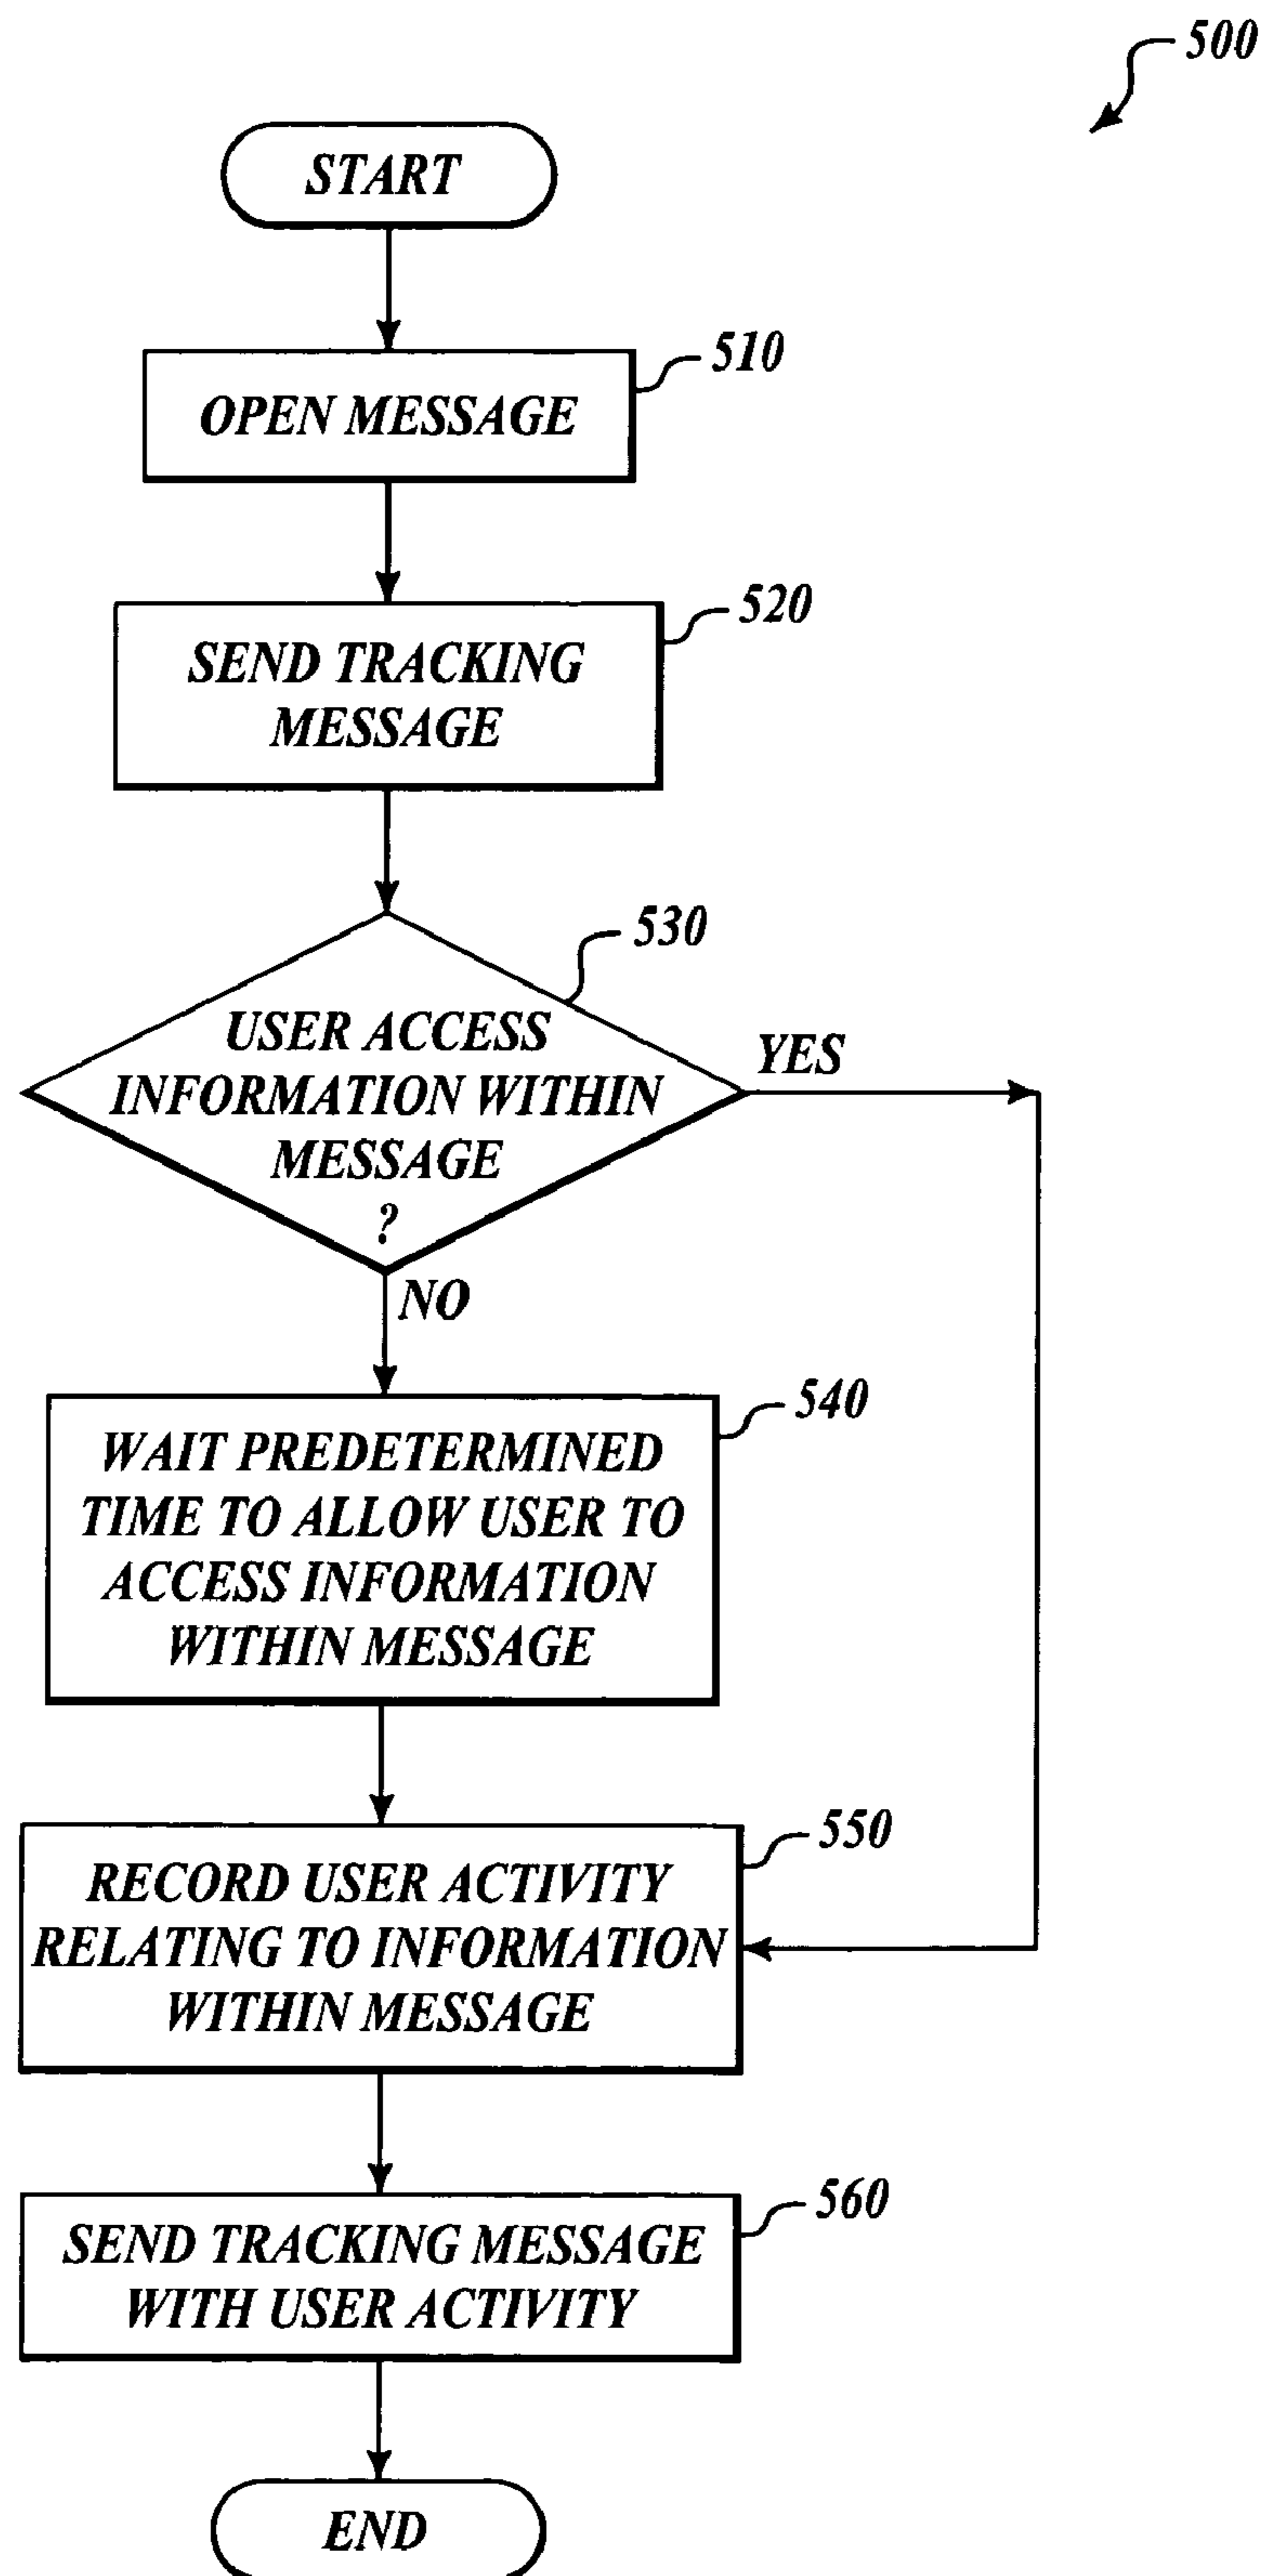 500
START
510
OPEN MESSAGE
520
SEND TRACKING
MESSAGE
530
USER ACCESS
INFORMATION WITHIN
MESSAGE
?
YES
NO
540
WAIT PREDETERMINED
TIME TO ALLOW USER TO
ACCESS INFORMATION
WITHIN MESSAGE
550
RECORD USER ACTIVITY
RELATING TO INFORMATION
WITHIN MESSAGE
560
SEND TRACKING MESSAGE
WITH USER ACTIVITY
END